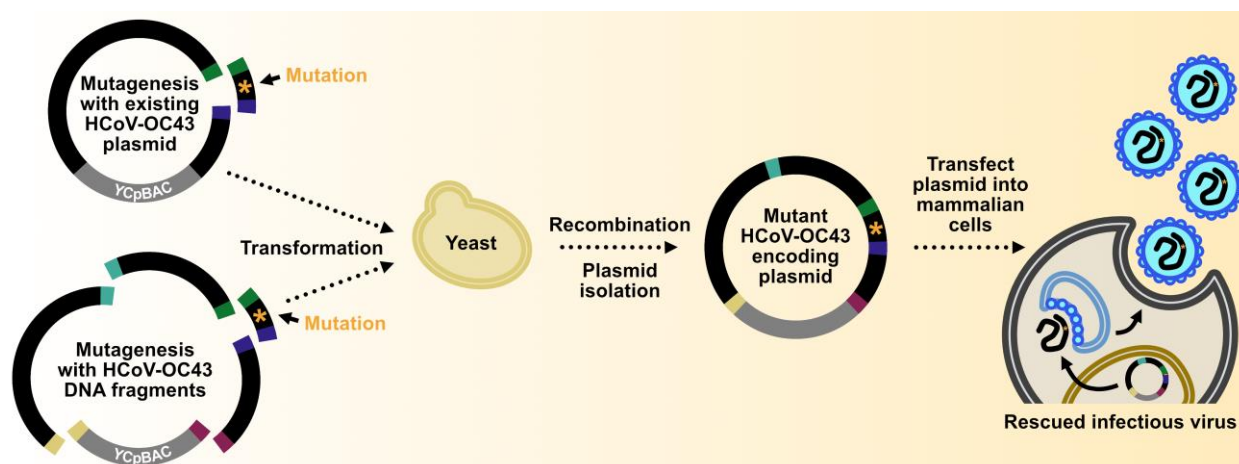 Mutagenesis
with existing
HCoV-OC43
plasmid
YCpBAC
Mutation
Mutagenesis
with HCoV-OC43
DNA fragments
YCpBAC
Mutation
Transformation
Yeast
Recombination
Plasmid
isolation
Mutant
HCoV-OC43
encoding
plasmid
Transfect
plasmid into
mammalian
cells
Rescued infectious virus